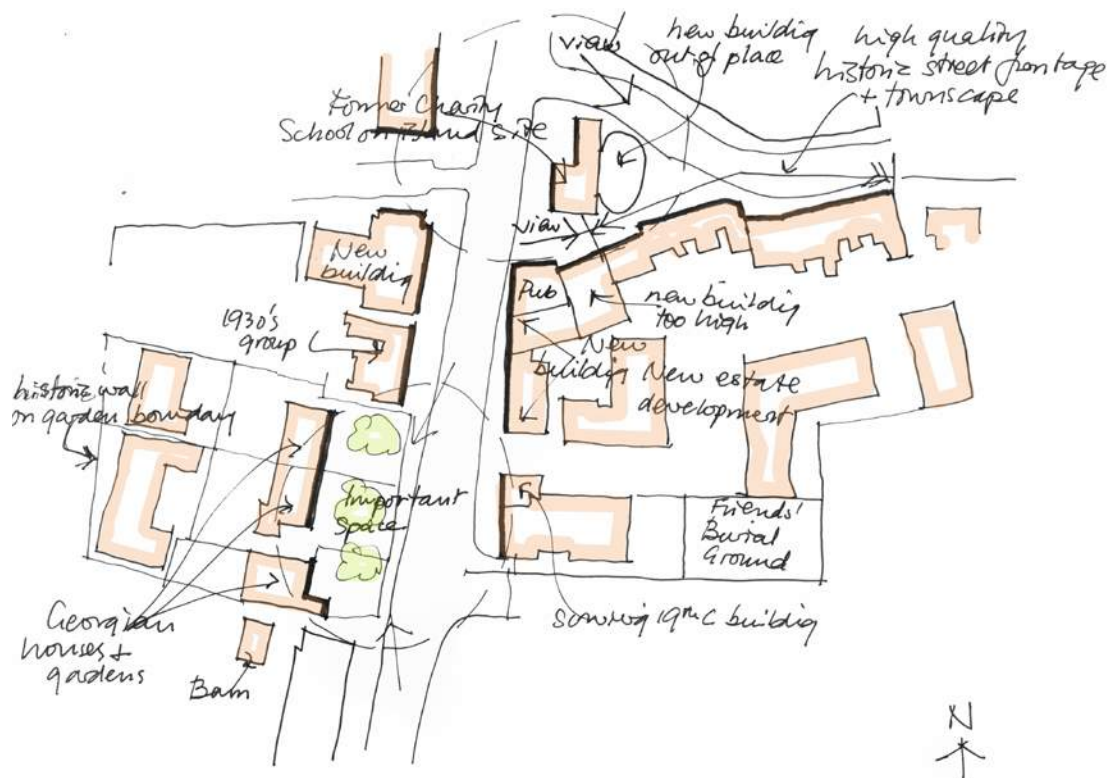 view
new building
out of place
high quality
historic street frontage
+ townscape
Former Charity
School on island site
view
New
building
Pub
new building
too high
1930's
group
New
building
New estate
development
historic wall
on garden boundary
Important
Space
Friends'
Burial
Ground
Georgian
houses +
gardens
Barn
surviving 19th C building
N